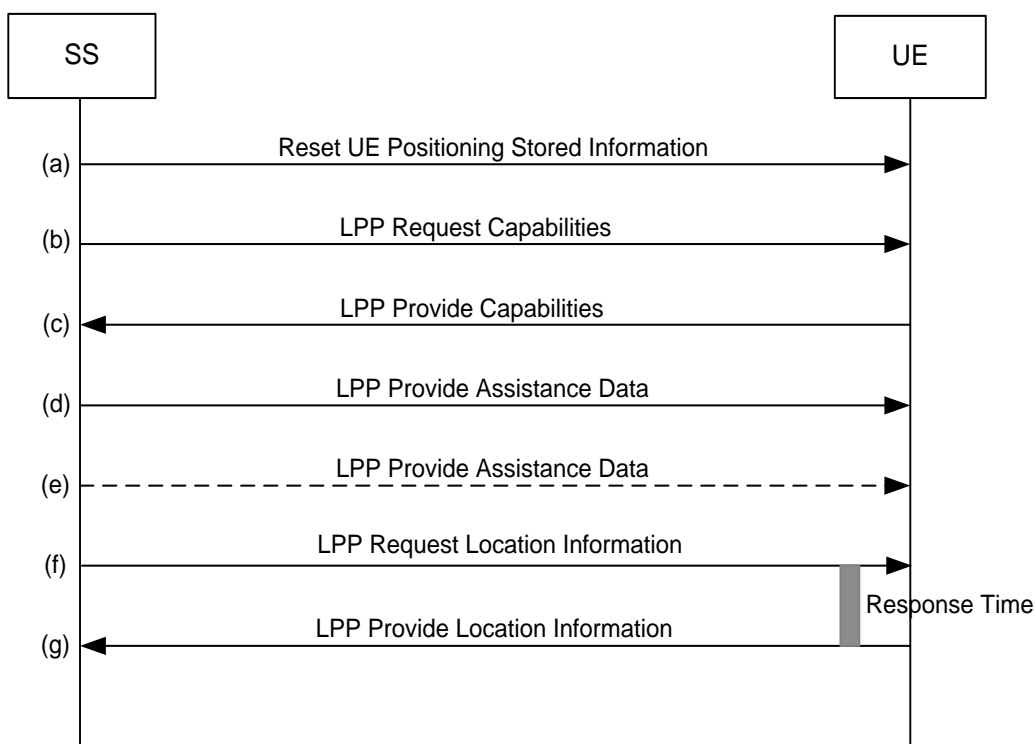 SS
UE
Reset UE Positioning Stored Information
(a)
LPP Request Capabilities
(b)
LPP Provide Capabilities
(c)
LPP Provide Assistance Data
(d)
LPP Provide Assistance Data
(e)
LPP Request Location Information
(f)
Response Time
LPP Provide Location Information
(g)